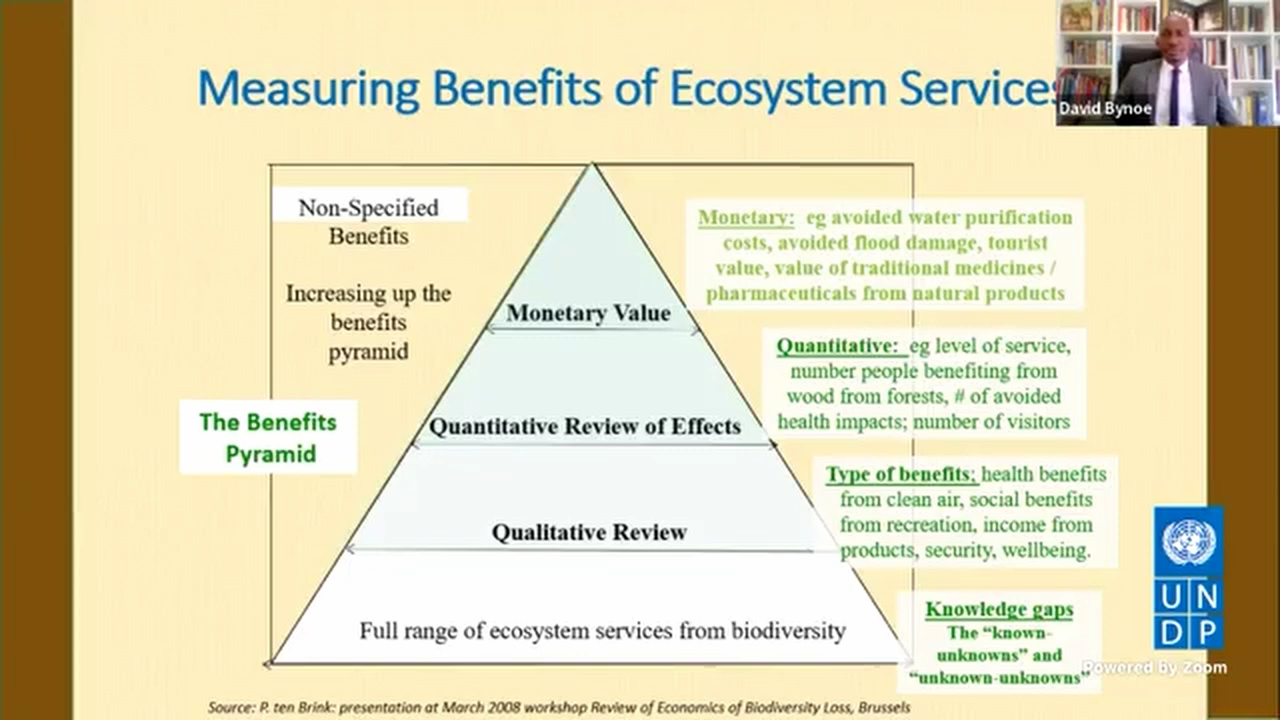 Measuring Benefits of Ecosystem Services
David Bynoe
Non-Specified
Benefits
Increasing up the
benefits
pyramid
The Benefits
Pyramid
Monetary Value
Quantitative Review of Effects
Qualitative Review
Full range of ecosystem services from biodiversity
Monetary: eg avoided water purification
costs, avoided flood damage, tourist
value, value of traditional medicines /
pharmaceuticals from natural products
Quantitative: eg level of service,
number people benefiting from
wood from forests, # of avoided
health impacts; number of visitors
Type of benefits; health benefits
from clean air, social benefits
from recreation, income from
products, security, wellbeing.
Knowledge gaps
The “known-
unknowns” and
“unknown-unknowns”
U N
D P
Powered by Zoom
Source: P. ten Brink: presentation at March 2008 workshop Review of Economics of Biodiversity Loss, Brussels